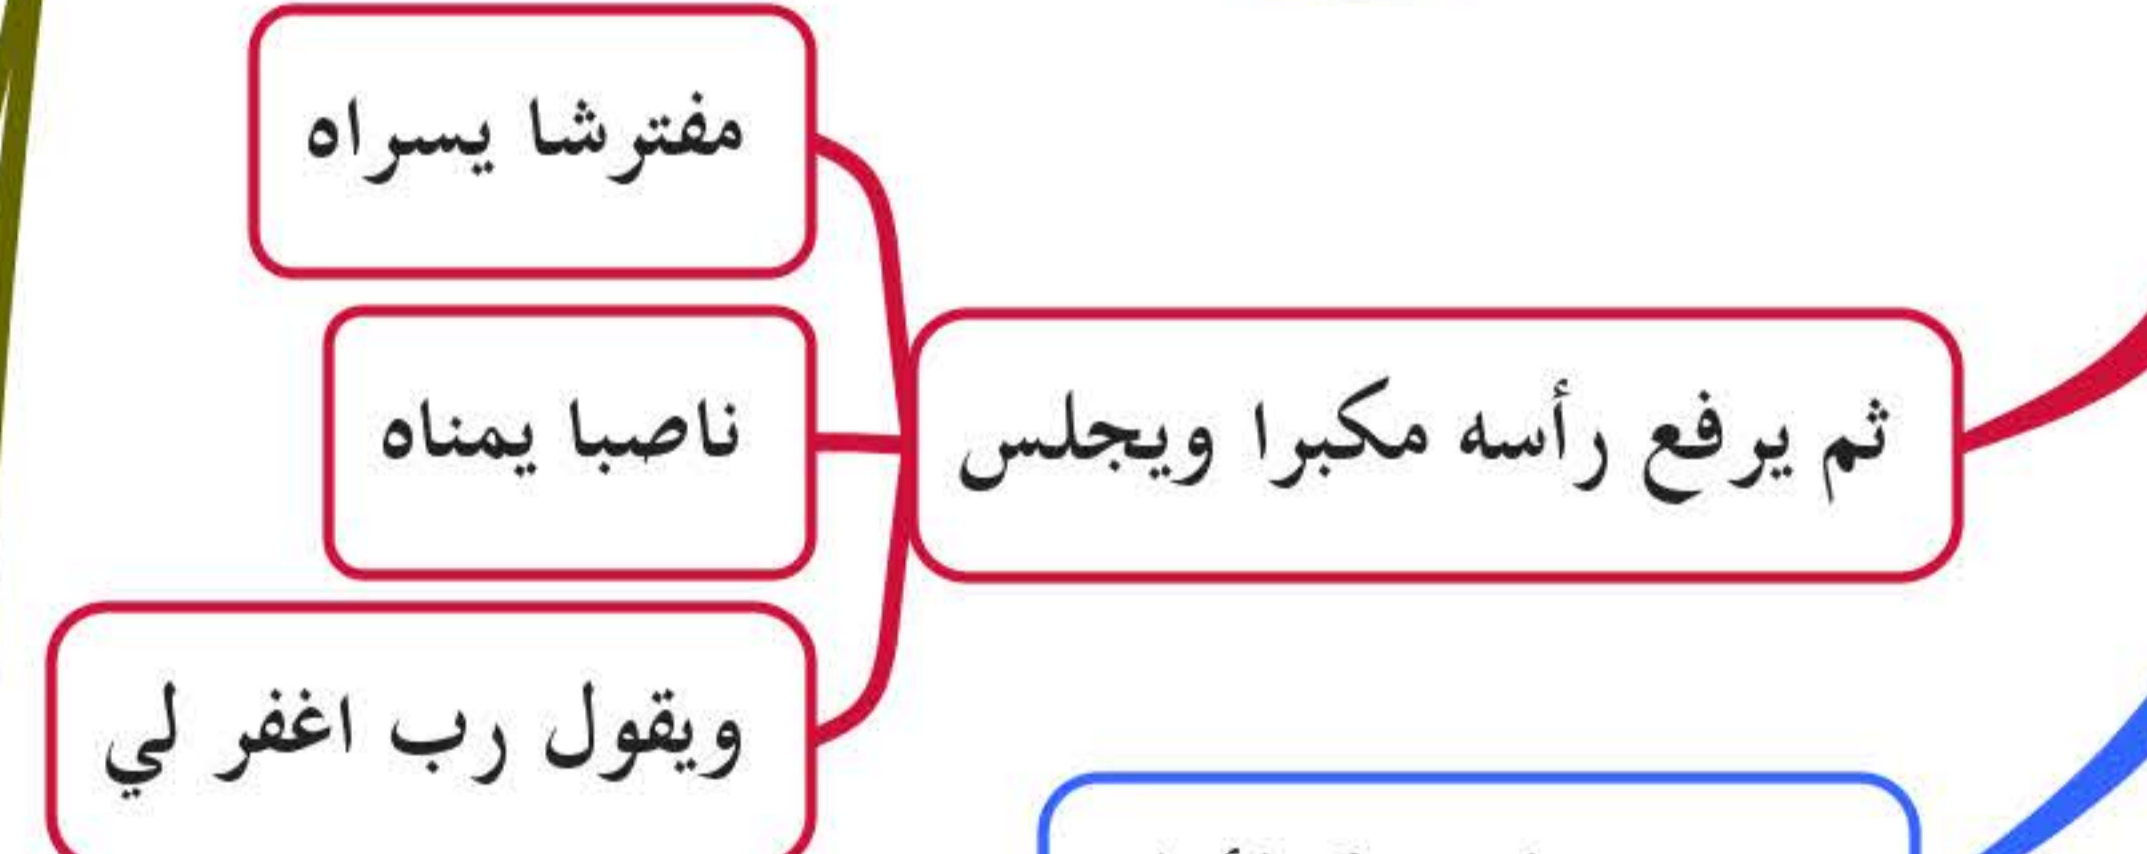 مفترشا يسراه
ثم يرفع رأسه مكبرا ويجلس
ناصبا يمناه
ويقول رب اغفر لي